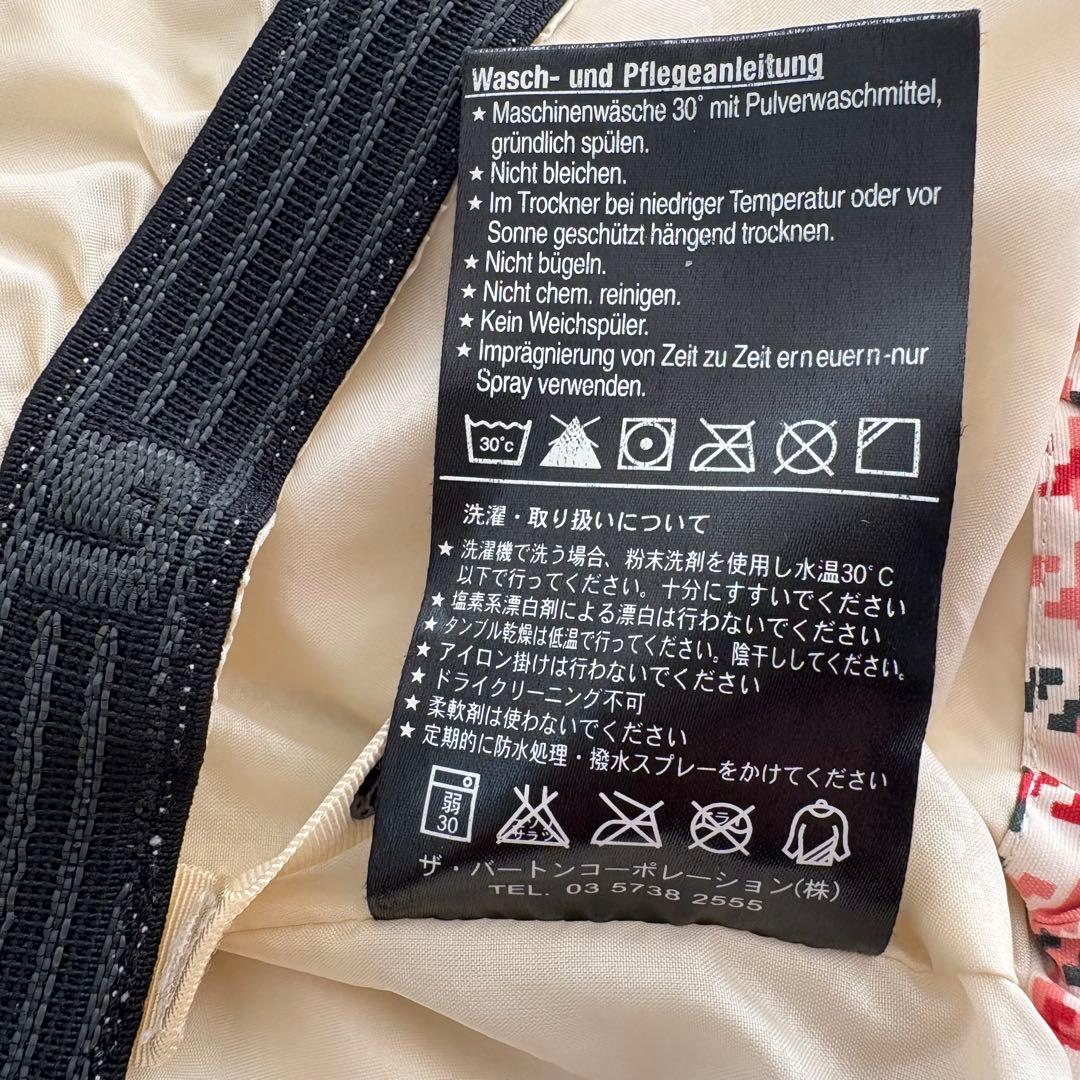 Wasch- und Pflegeanleitung
★ Maschinenwäsche 30° mit Pulverwaschmittel,
gründlich spülen.
★ Nicht bleichen.
★ Im Trockner bei niedriger Temperatur oder vor
Sonne geschützt hängend trocknen.
★ Nicht bügeln.
★ Nicht chem. reinigen.
★ Kein Weichspüler.
★ Imprägnierung von Zeit zu Zeit erneuern-nur
Spray verwenden.
30°c
洗濯・取り扱いについて
★ 洗濯機で洗う場合、粉末洗剤を使用し水温30°C
以下で行ってください。十分にすすいでください
★ 塩素系漂白剤による漂白は行わないでください
★ タンブル乾燥は低温で行ってください。陰干ししてください。
★ アイロン掛けは行わないでください
★ ドライクリーニング不可
★ 柔軟剤は使わないでください
★ 定期的に防水処理・撥水スプレーをかけてください
弱
30
ザ・バートンコーポレーション(株)
TEL. 03 5738 2555